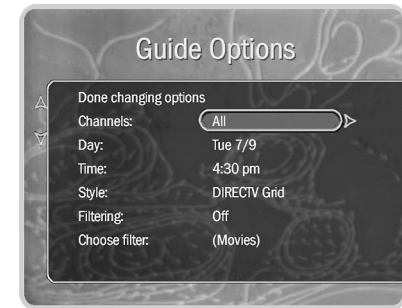 Guide Options
Done changing options
Channels: All
Day: Tue 7/9
Time: 4:30 pm
Style: DIRECTV Grid
Filtering: Off
Choose filter: (Movies)